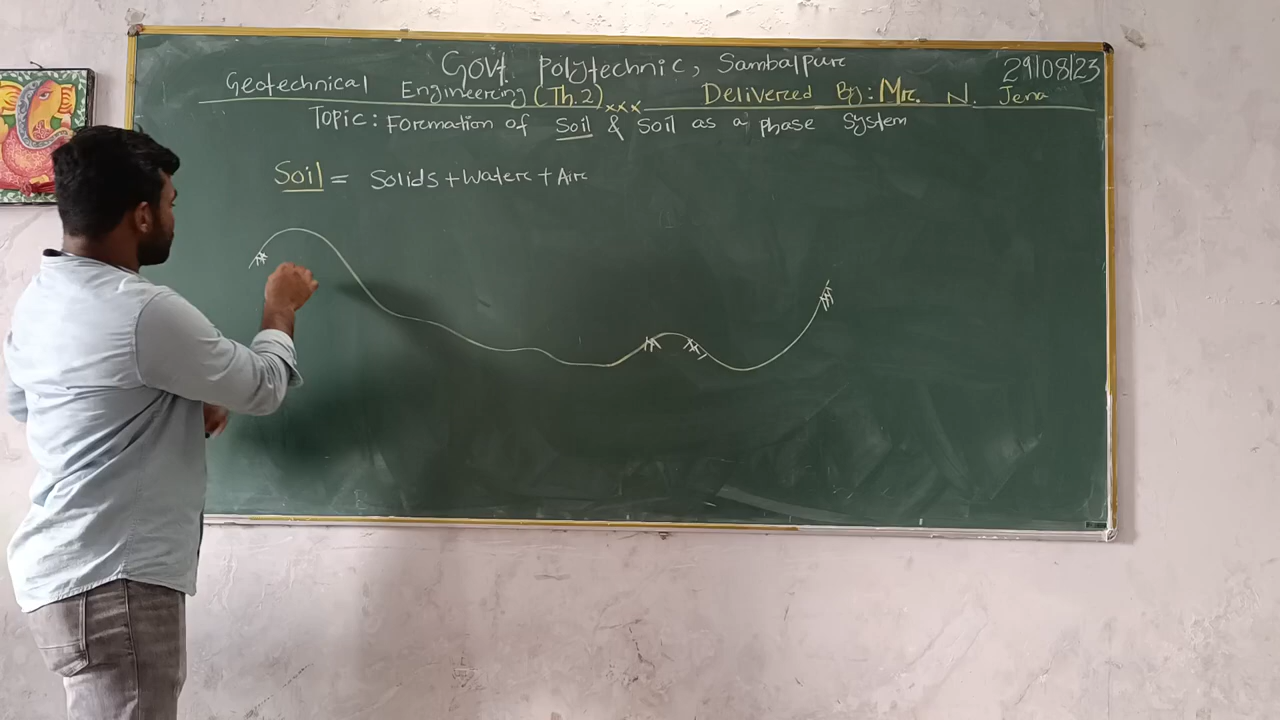 Govt. Polytechnic, Sambalpur 29/08/23
Geotechnical Engineering (Th.2) xxx Delivered By: Mr. N. Jena
Topic: Formation of Soil & Soil as a phase System
Soil = Solids + Water + Air